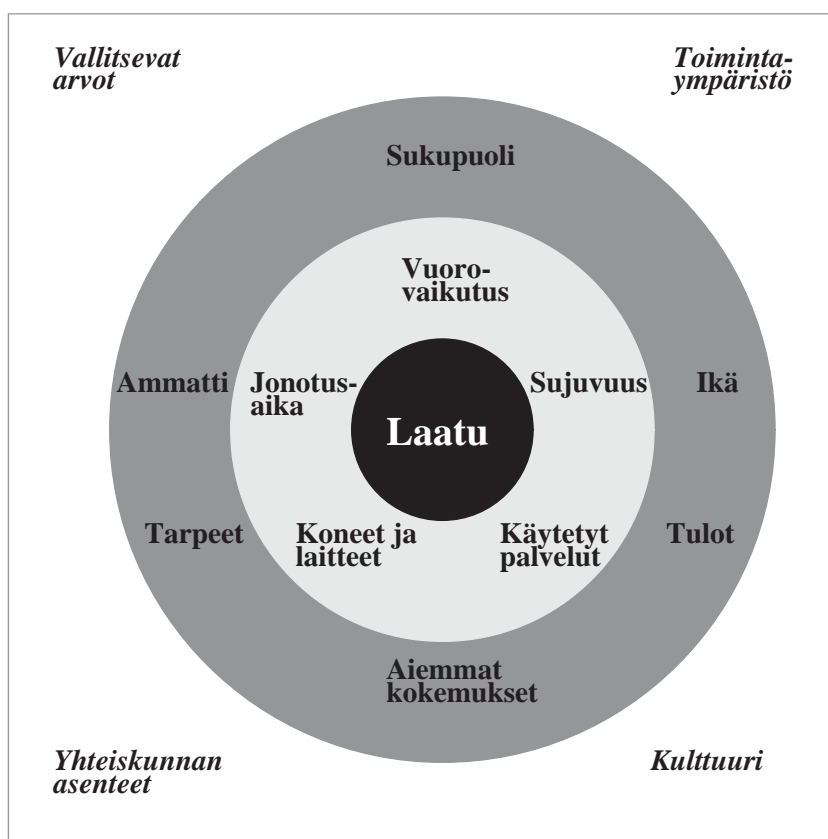 Vallitsevat
arvot
Toiminta-
ympäristö
Sukupuoli
Vuoro-
vaikutus
Ammatti
Jonotus-
aika
Sujuvuus
Ikä
Laatu
Tarpeet
Koneet ja
laitteet
Käytetyt
palvelut
Tulot
Aiemmat
kokemukset
Yhteiskunnan
asenteet
Kulttuuri